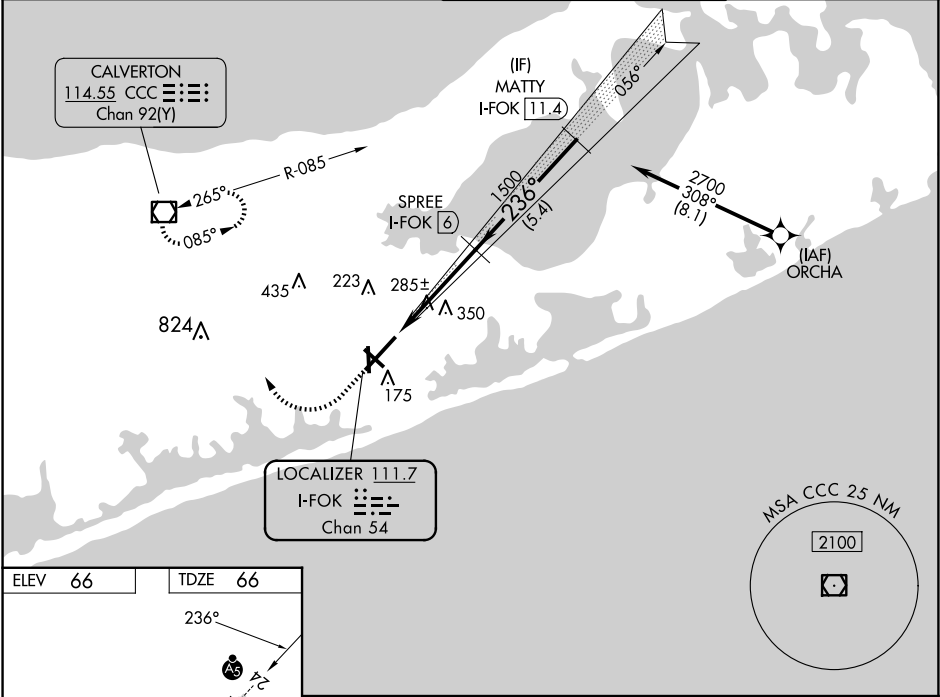 CALVERTON
114.55 CCC
Chan 92(Y)
(IF)
MATTY
I-FOK 11.4
056°
R-085
265°
085°
SPREE
I-FOK 6
1500
236°
(5.4)
2700
308°
(8.1)
(IAF)
ORCHA
435
223
285±
350
824
175
LOCALIZER 111.7
I-FOK
Chan 54
MSA CCC 25 NM
2100
ELEV 66
TDZE 66
236°
A5
24